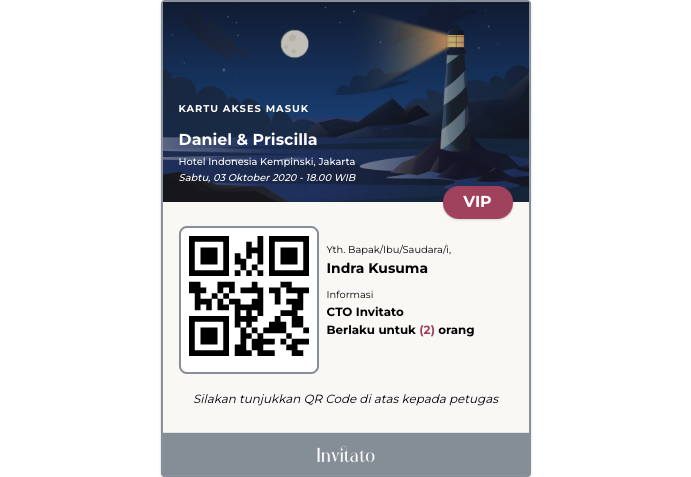 KARTU AKSES MASUK
Daniel & Priscilla
Hotel Indonesia Kempinski, Jakarta
Sabtu, 03 Oktober 2020 - 18.00 WIB
VIP
Yth. Bapak/Ibu/Saudara/i,
Indra Kusuma
Informasi
CTO Invitato
Berlaku untuk (2) orang
Silakan tunjukkan QR Code di atas kepada petugas
Invitato